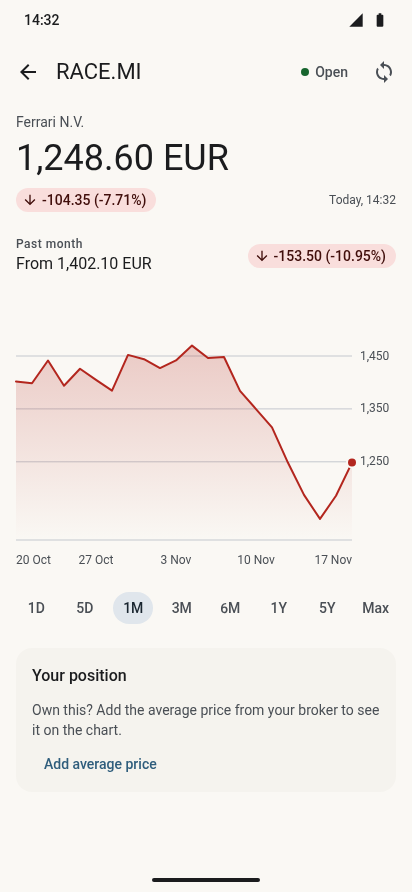 14:32
RACE.MI
Open
Ferrari N.V.
1,248.60 EUR
-104.35 (-7.71%)
Today, 14:32
Past month
From 1,402.10 EUR
-153.50 (-10.95%)
1,450
1,350
1,250
20 Oct 27 Oct 3 Nov 10 Nov 17 Nov
1D 5D 1M 3M 6M 1Y 5Y Max
Your position
Own this? Add the average price from your broker to see
it on the chart.
Add average price